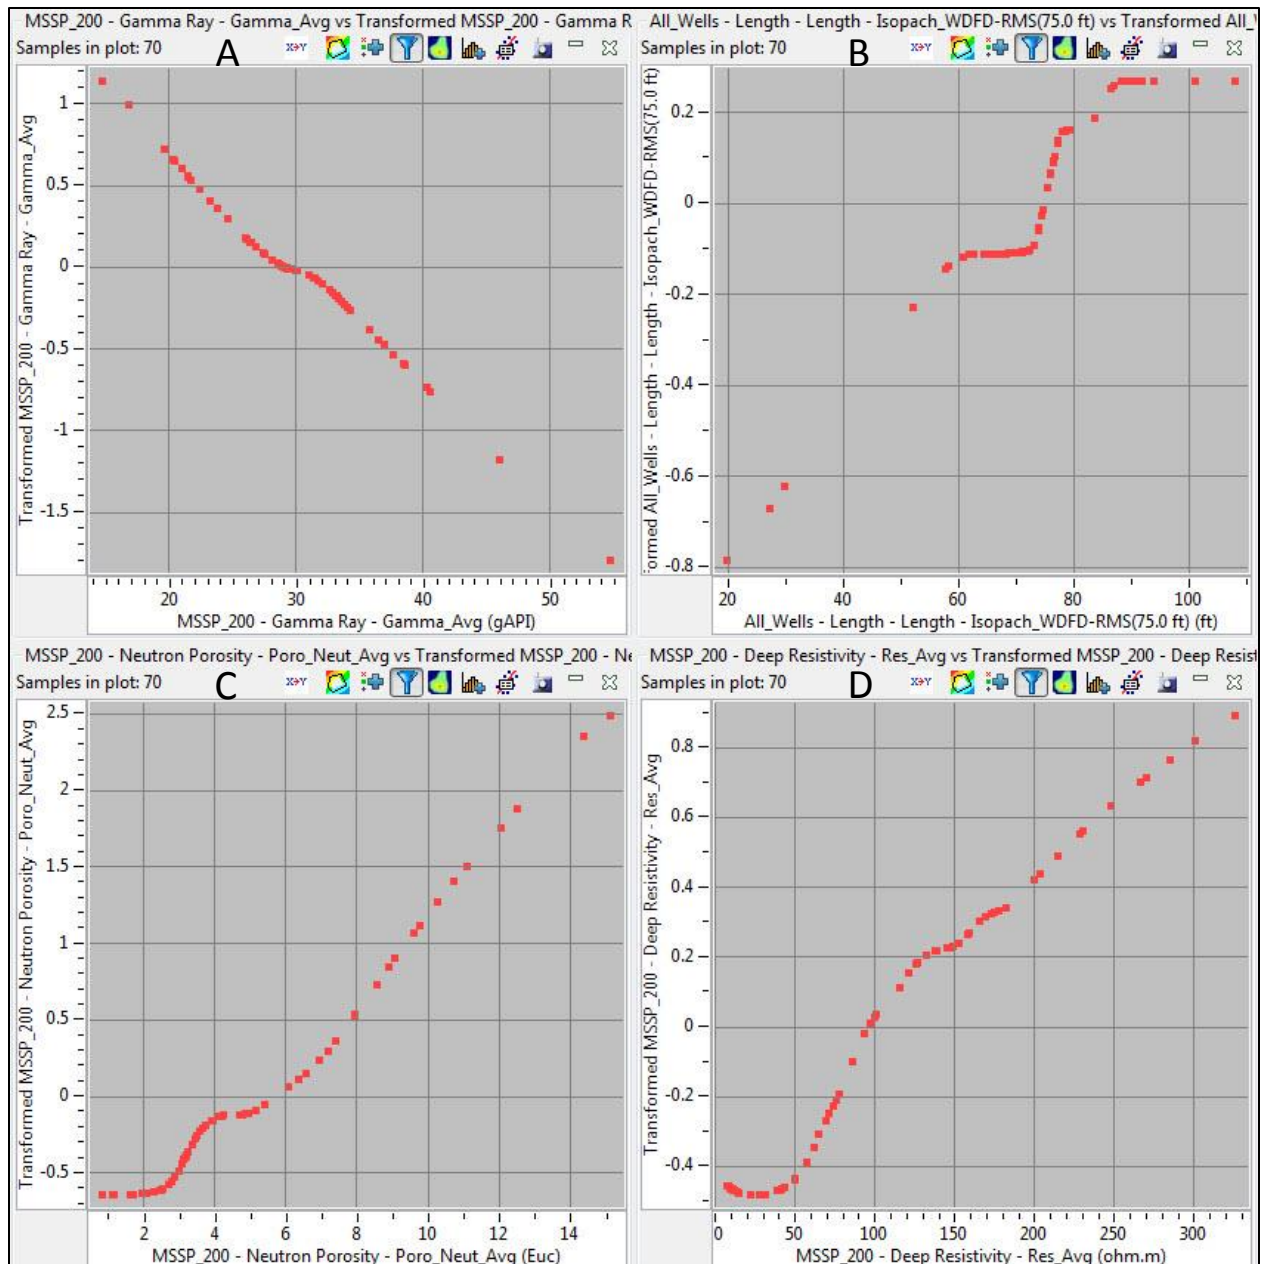 MSSP_200 - Gamma Ray - Gamma_Avg vs Transformed MSSP_200 - Gamma R
Samples in plot: 70
A
X→Y
1
0.5
0
-0.5
-1
-1.5
Transformed MSSP_200 - Gamma Ray - Gamma_Avg
20 30 40 50
MSSP_200 - Gamma Ray - Gamma_Avg (gAPI)
All_Wells - Length - Length - Isopach_WDFD-RMS(75.0 ft) vs Transformed All_
Samples in plot: 70
B
X→Y
0.2
0
-0.2
-0.4
-0.6
-0.8
ormed All_Wells - Length - Length - Isopach_WDFD-RMS(75.0 ft)
20 40 60 80 100
All_Wells - Length - Length - Isopach_WDFD-RMS(75.0 ft) (ft)
MSSP_200 - Neutron Porosity - Poro_Neut_Avg vs Transformed MSSP_200 - Ne
Samples in plot: 70
C
X→Y
2.5
2
1.5
1
0.5
0
-0.5
Transformed MSSP_200 - Neutron Porosity - Poro_Neut_Avg
2 4 6 8 10 12 14
MSSP_200 - Neutron Porosity - Poro_Neut_Avg (Euc)
MSSP_200 - Deep Resistivity - Res_Avg vs Transformed MSSP_200 - Deep Resist
Samples in plot: 70
D
X→Y
0.8
0.6
0.4
0.2
0
-0.2
-0.4
Transformed MSSP_200 - Deep Resistivity - Res_Avg
0 50 100 150 200 250 300
MSSP_200 - Deep Resistivity - Res_Avg (ohm.m)